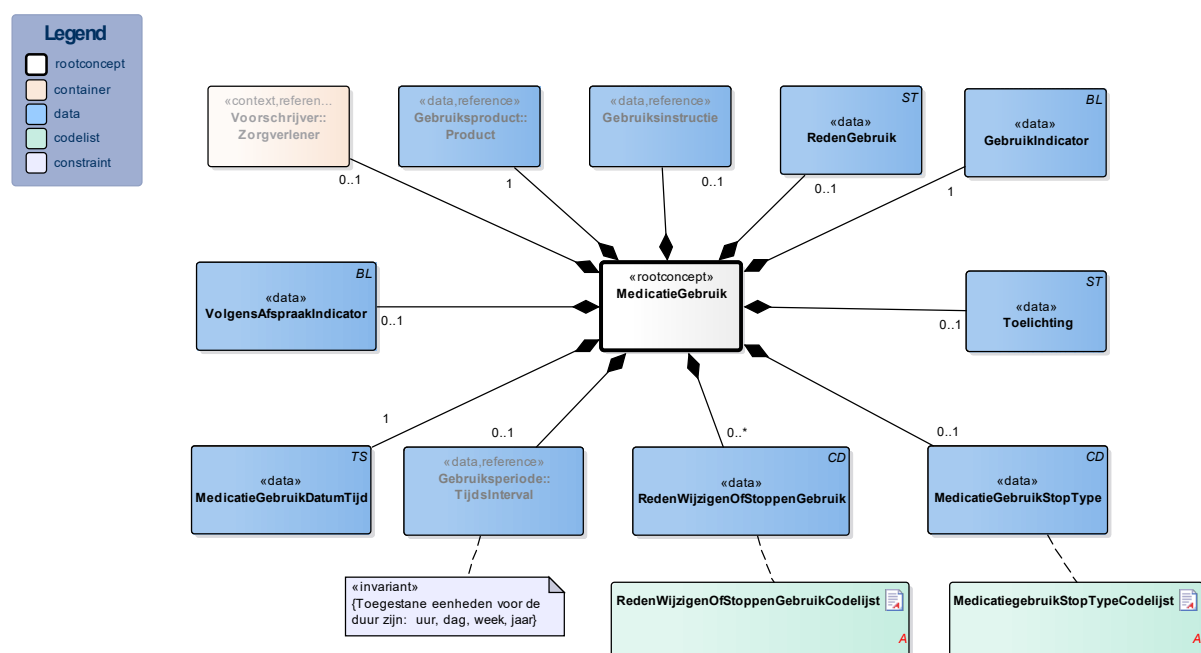 Legend
rootconcept
container
data
codelist
constraint
«context,referen...
Voorschrijver::
Zorgverlener
0..1
«data,reference»
Gebruiksproduct::
Product
1
«data,reference»
Gebruiksinstructie
0..1
ST
«data»
RedenGebruik
0..1
BL
«data»
GebruikIndicator
1
BL
«data»
VolgensAfspraakIndicator
0..1
«rootconcept»
MedicatieGebruik
ST
«data»
Toelichting
0..1
1
TS
«data»
MedicatieGebruikDatumTijd
0..1
«data,reference»
Gebruiksperiode::
TijdsInterval
0..*
CD
«data»
RedenWijzigenOfStoppenGebruik
0..1
CD
«data»
MedicatieGebruikStopType
«invariant»
{Toegestane eenheden voor de
duur zijn: uur, dag, week, jaar}
RedenWijzigenOfStoppenGebruikCodelijst
A
MedicatiegebruikStopTypeCodelijst
A